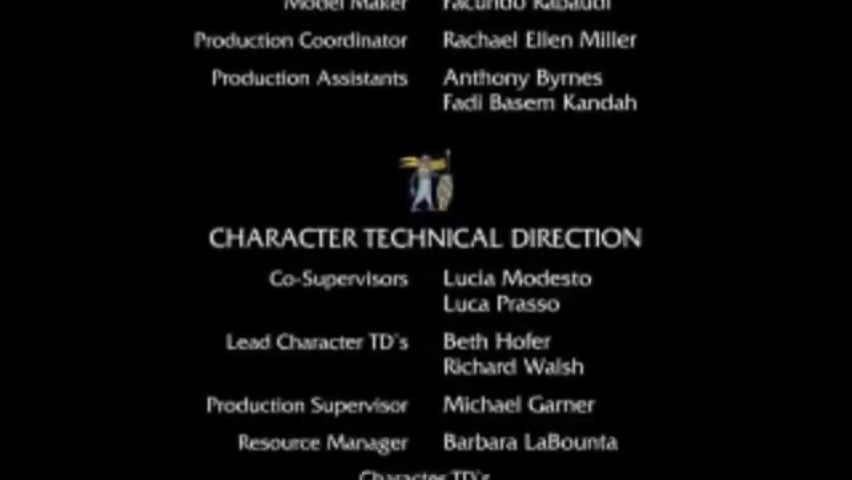 Model Maker Facundo Rabaudi
Production Coordinator Rachael Ellen Miller
Production Assistants Anthony Byrnes
Fadi Basem Kandah
CHARACTER TECHNICAL DIRECTION
Co-Supervisors Lucia Modesto
Luca Prasso
Lead Character TD's Beth Hofer
Richard Walsh
Production Supervisor Michael Garner
Resource Manager Barbara LaBounta
Character TD's